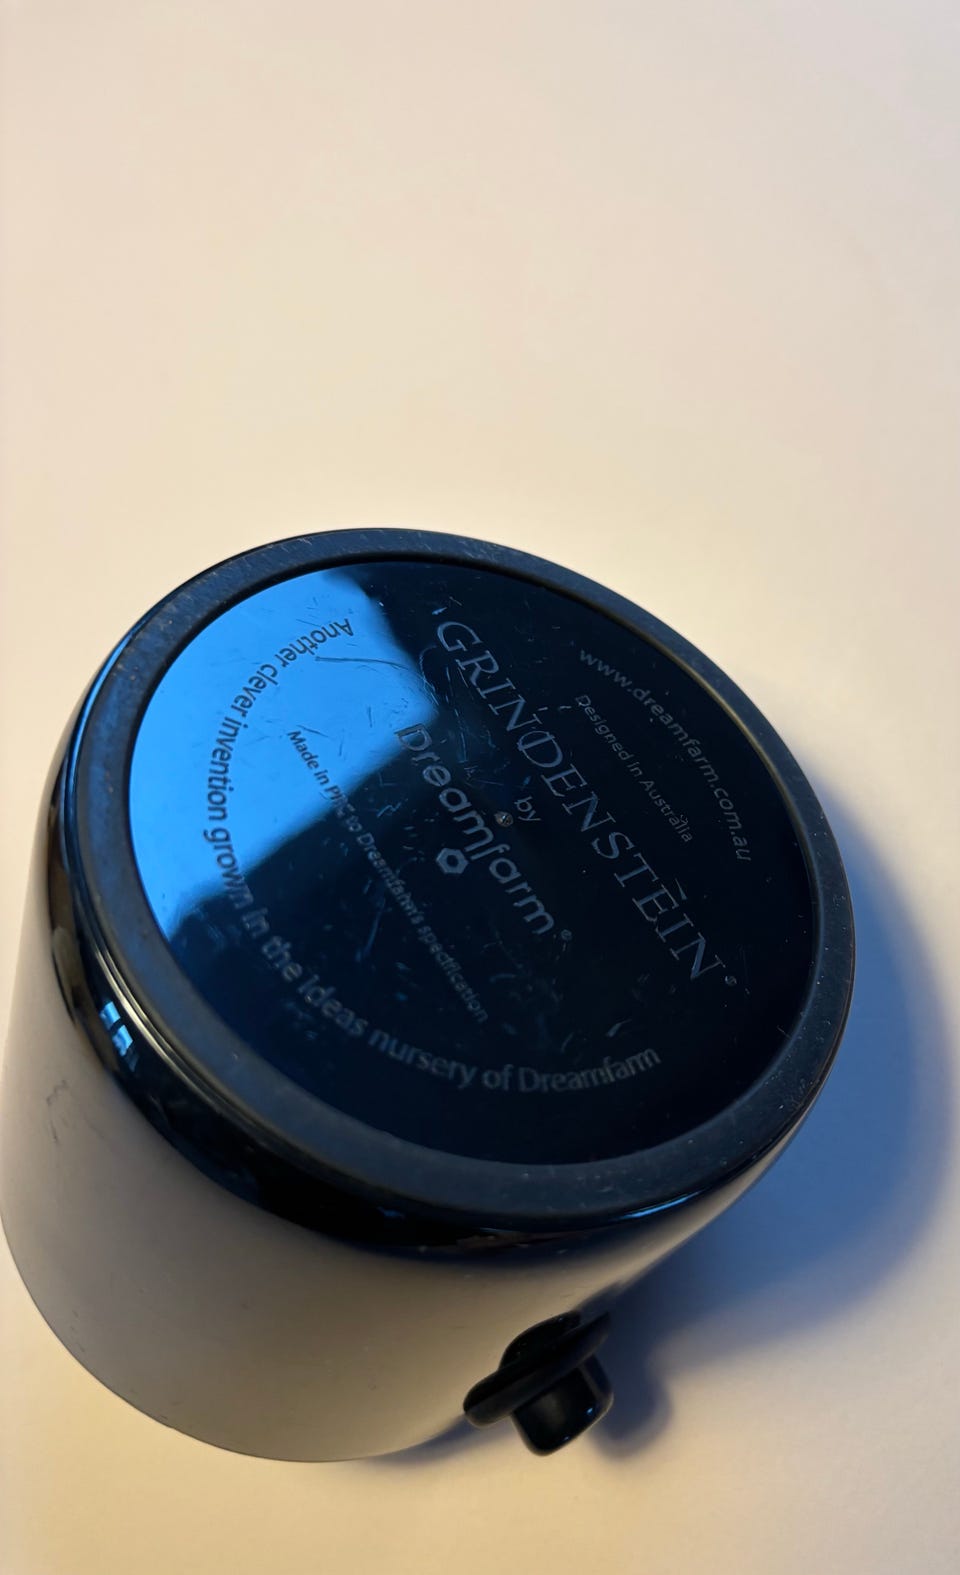 www.dreamfarm.com.au
Designed in Australia
GRINDENSTEIN®
by
Dreamfarm®
Made in PRC to Dreamfarm's specification
Another clever invention grown in the ideas nursery of Dreamfarm